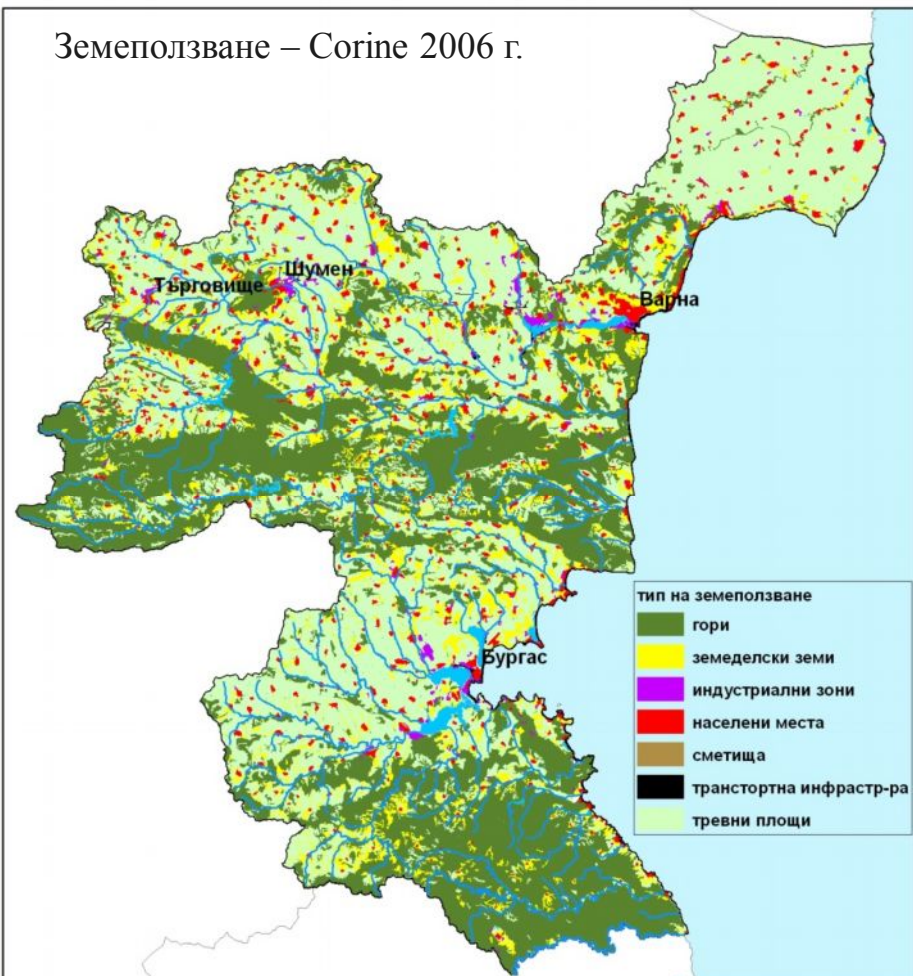 Земеползване – Corine 2006 г.
Шумен
Търговище
Варна
Бургас
тип на земеползване
гори
земеделски земи
индустриални зони
населени места
сметища
транстортна инфрастр-ра
тревни площи